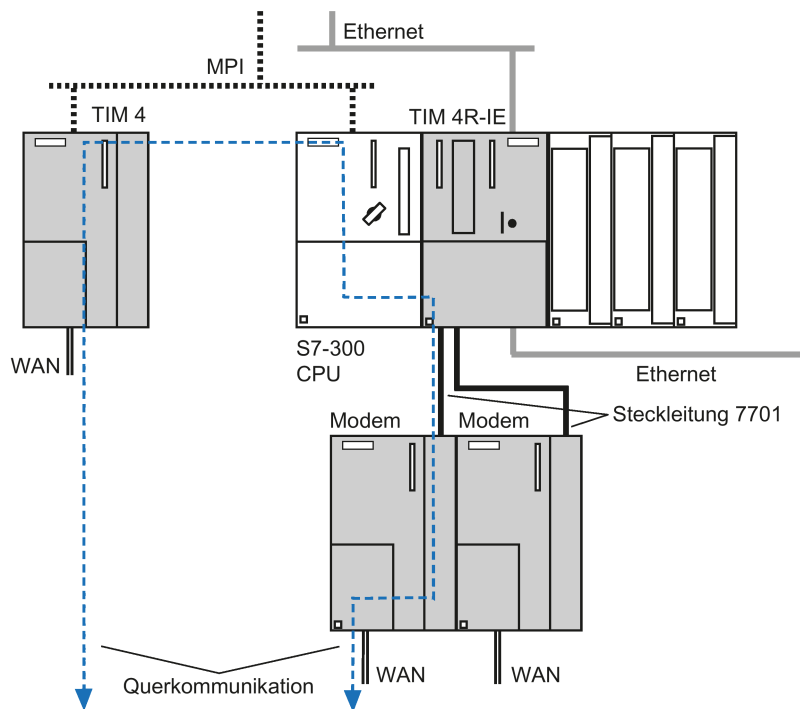 Ethernet
MPI
TIM 4
TIM 4R-IE
WAN
S7-300
CPU
Ethernet
Steckleitung 7701
Modem
Modem
WAN
WAN
Querkommunikation